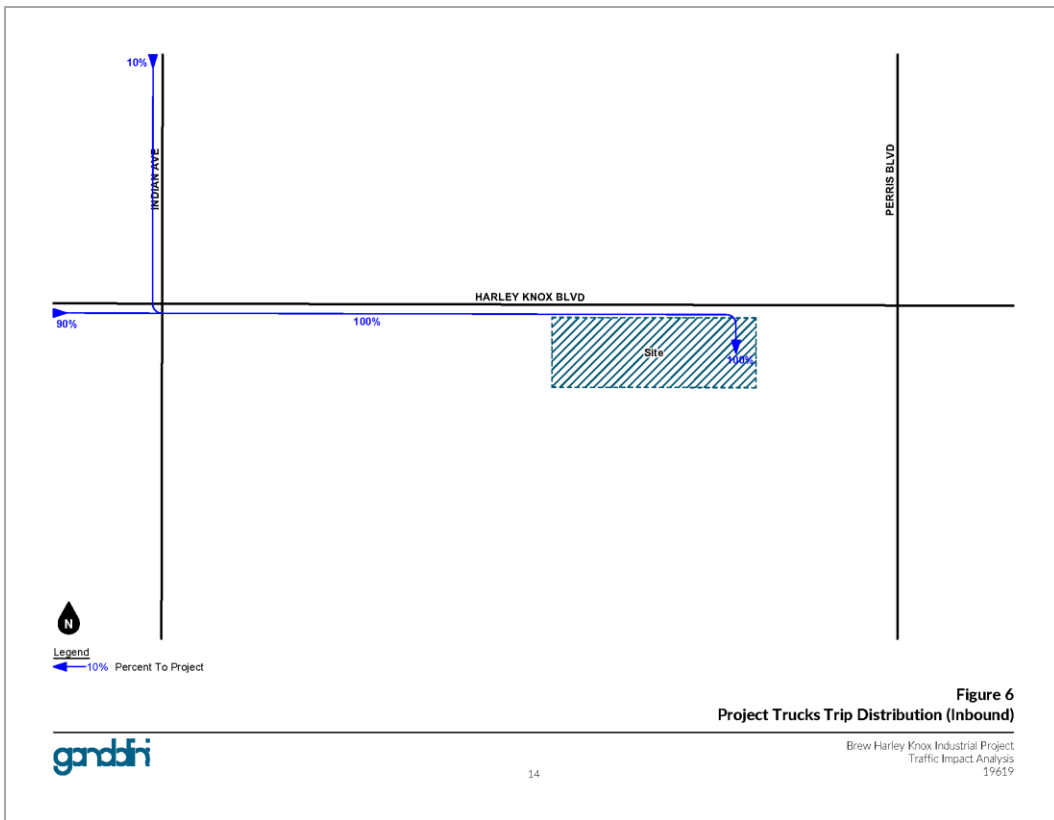 10%
INDIAN AVE
PERRIS BLVD
HARLEY KNOX BLVD
90%
100%
Site
100%
N
Legend
10% Percent To Project
Figure 6
Project Trucks Trip Distribution (Inbound)
gandini
Brew Harley Knox Industrial Project
Traffic Impact Analysis
14
19619